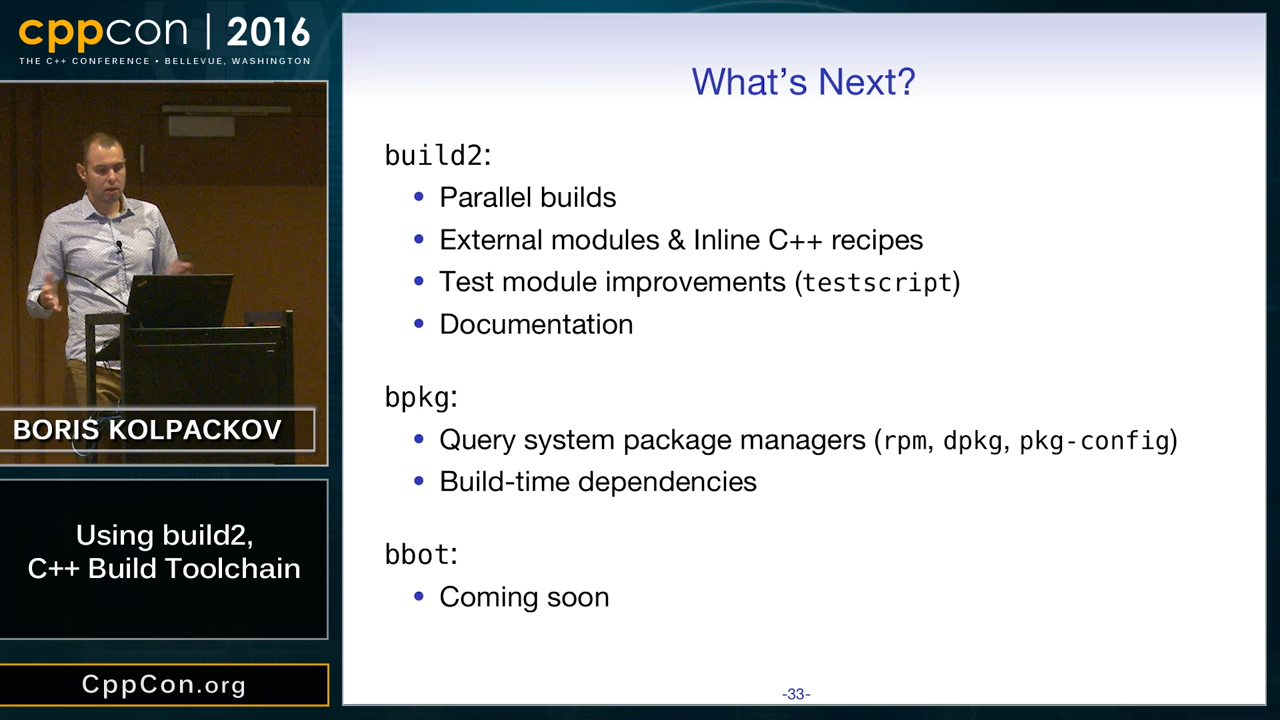 cppcon | 2016
THE C++ CONFERENCE • BELLEVUE, WASHINGTON
BORIS KOLPACKOV
Using build2,
C++ Build Toolchain
CppCon.org
What's Next?
build2:
• Parallel builds
• External modules & Inline C++ recipes
• Test module improvements (testscript)
• Documentation
bpkg:
• Query system package managers (rpm, dpkg, pkg-config)
• Build-time dependencies
bbot:
• Coming soon
-33-